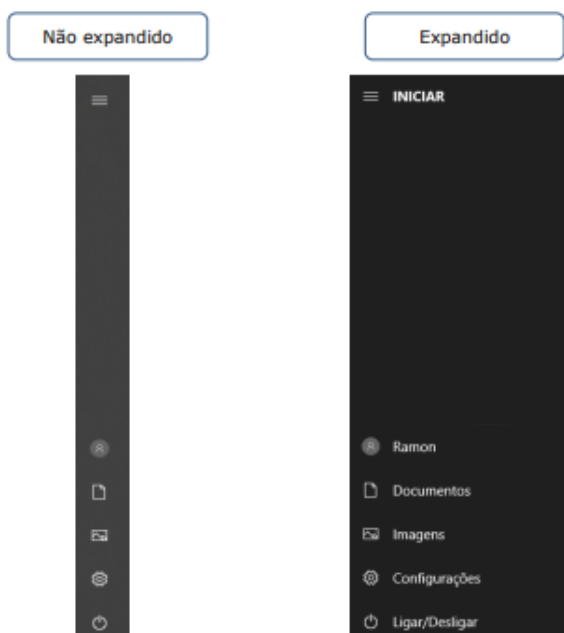 Não expandido
Expandido
INICIAR
Ramon
Documentos
Imagens
Configurações
Ligar/Desligar